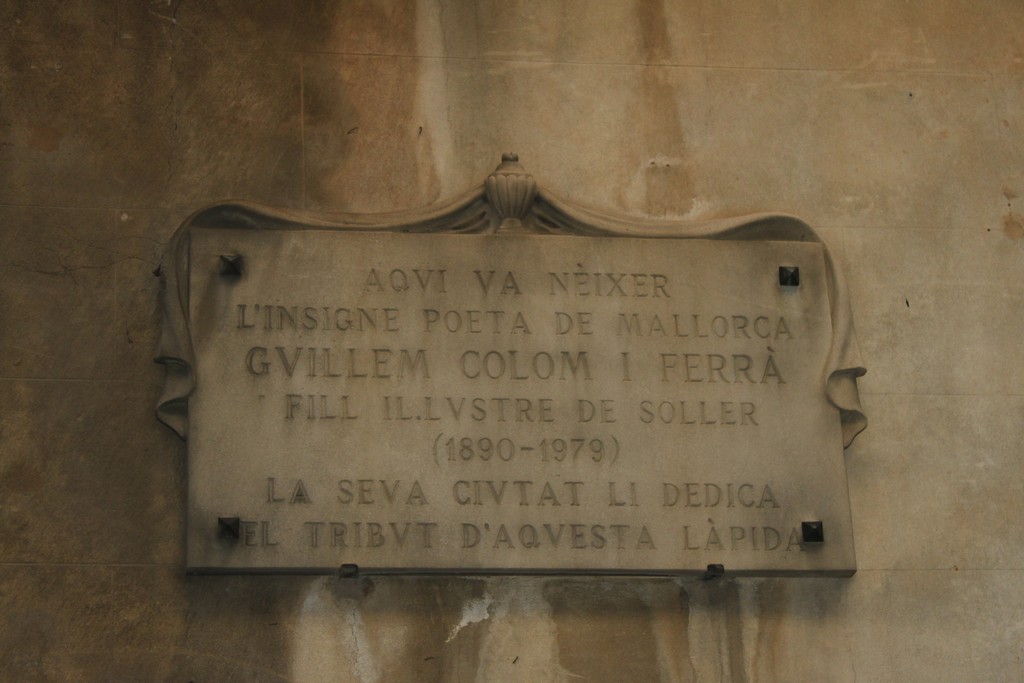 AQVI VA NÈIXER
L'INSIGNE POETA DE MALLORCA
GVILLEM COLOM I FERRÀ
FILL IL.LVSTRE DE SOLLER
(1890-1979)
LA SEVA CIVTAT LI DEDICA
EL TRIBVT D'AQVESTA LÀPIDA